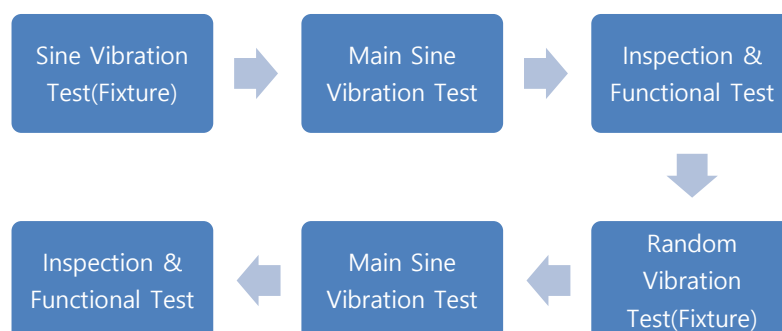 Sine Vibration
Test(Fixture)
Main Sine
Vibration Test
Inspection &
Functional Test
Random
Vibration
Test(Fixture)
Main Sine
Vibration Test
Inspection &
Functional Test